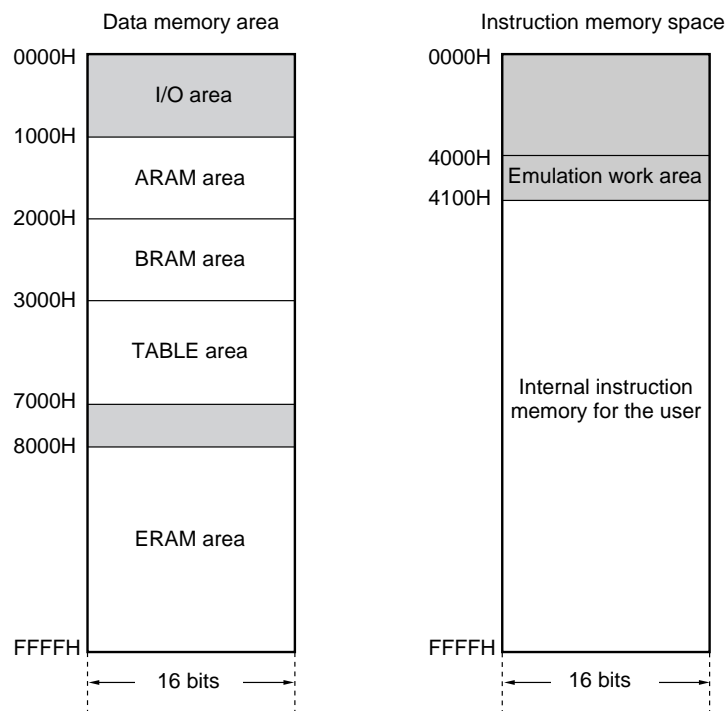 Data memory area
0000H
I/O area
1000H
ARAM area
2000H
BRAM area
3000H
TABLE area
7000H
8000H
ERAM area
FFFFH
16 bits
Instruction memory space
0000H
4000H
Emulation work area
4100H
Internal instruction
memory for the user
FFFFH
16 bits